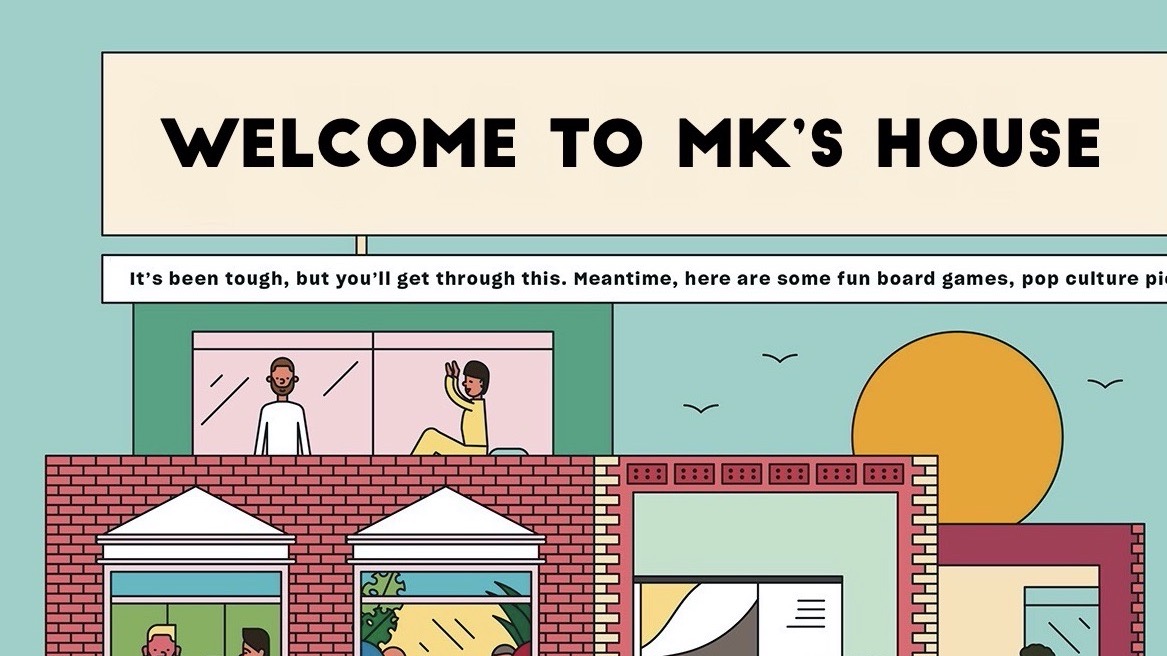 WELCOME TO MK’S HOUSE
It’s been tough, but you’ll get through this. Meantime, here are some fun board games, pop culture